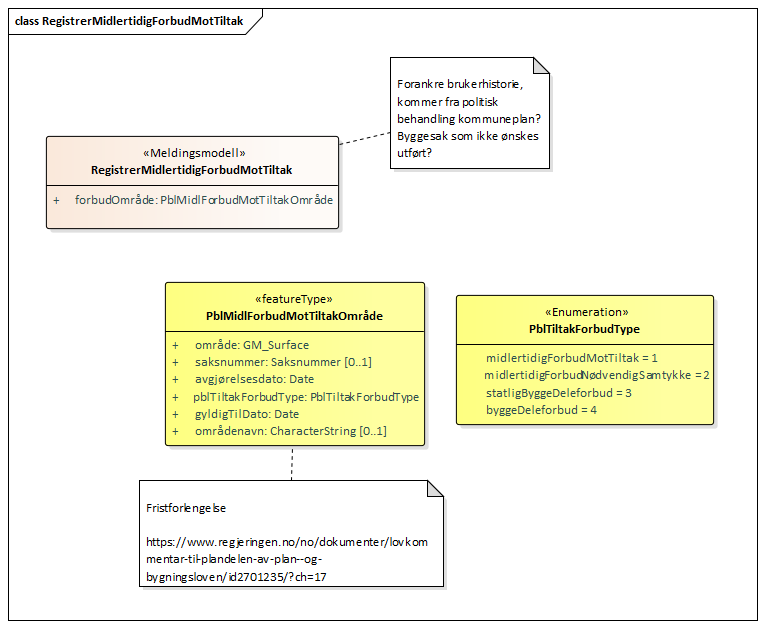 class RegistrerMidlertidigForbudMotTiltak
Forankre brukerhistorie,
kommer fra politisk
behandling kommuneplan?
Byggesak som ikke ønskes
utført?
«Meldingsmodell»
RegistrerMidlertidigForbudMotTiltak
+ forbudOmråde: PblMidlForbudMotTiltakOmråde
«featureType»
PblMidlForbudMotTiltakOmråde
+ område: GM_Surface
+ saksnummer: Saksnummer [0..1]
+ avgjørelsesdato: Date
+ pblTiltakForbudType: PblTiltakForbudType
+ gyldigTilDato: Date
+ områdenavn: CharacterString [0..1]
«Enumeration»
PblTiltakForbudType
midlertidigForbudMotTiltak = 1
midlertidigForbudNødvendigSamtykke = 2
statligByggeDeleforbud = 3
byggeDeleforbud = 4
Fristforlengelse
https://www.regjeringen.no/no/dokumenter/lovkom
mentar-til-plandelen-av-plan--og-
bygningsloven/id2701235/?ch=17